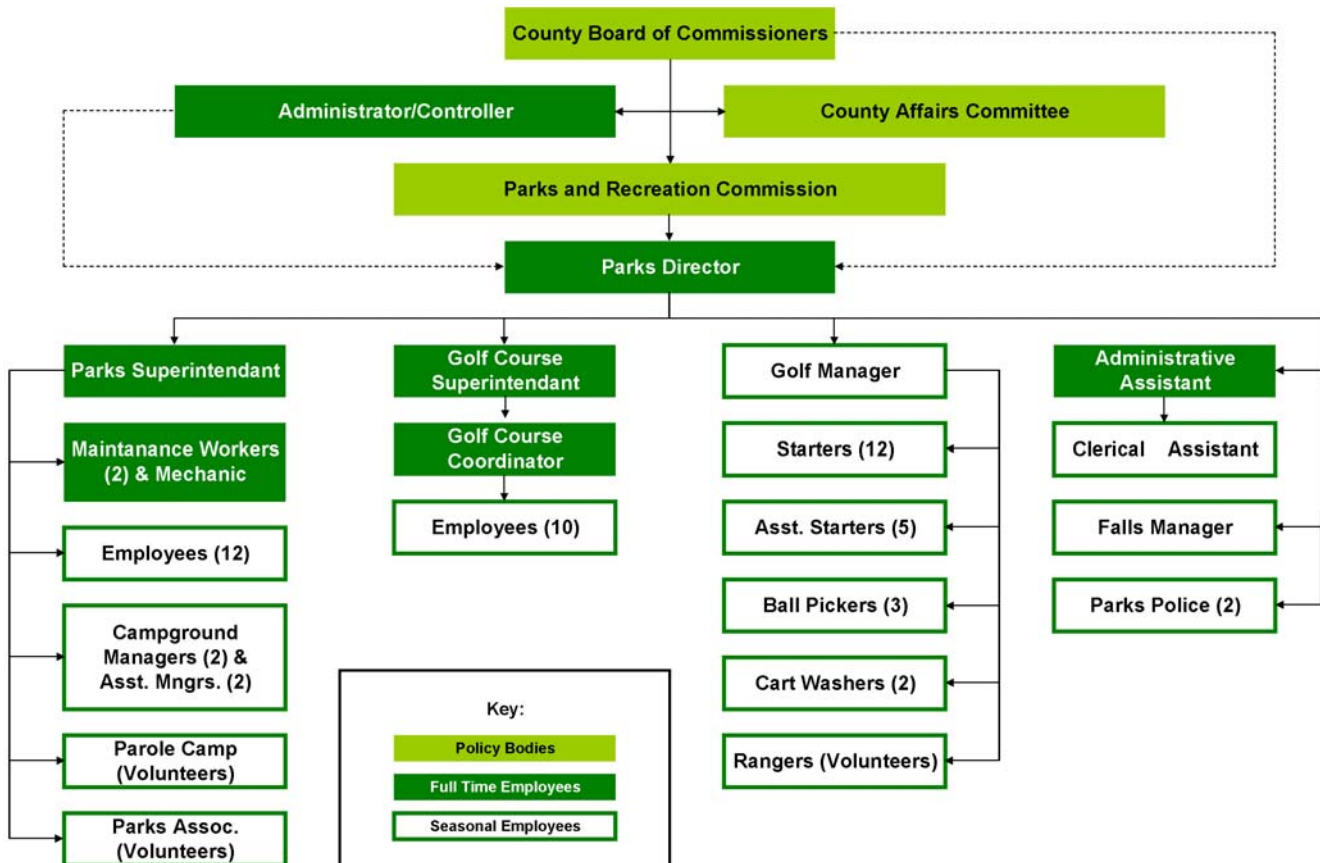 County Board of Commissioners
Administrator/Controller
County Affairs Committee
Parks and Recreation Commission
Parks Director
Parks Superintendant
Maintanance Workers
(2) & Mechanic
Employees (12)
Campground
Managers (2) &
Asst. Mngrs. (2)
Parole Camp
(Volunteers)
Parks Assoc.
(Volunteers)
Golf Course
Superintendant
Golf Course
Coordinator
Employees (10)
Key:
Policy Bodies
Full Time Employees
Seasonal Employees
Golf Manager
Starters (12)
Asst. Starters (5)
Ball Pickers (3)
Cart Washers (2)
Rangers (Volunteers)
Administrative
Assistant
Clerical Assistant
Falls Manager
Parks Police (2)